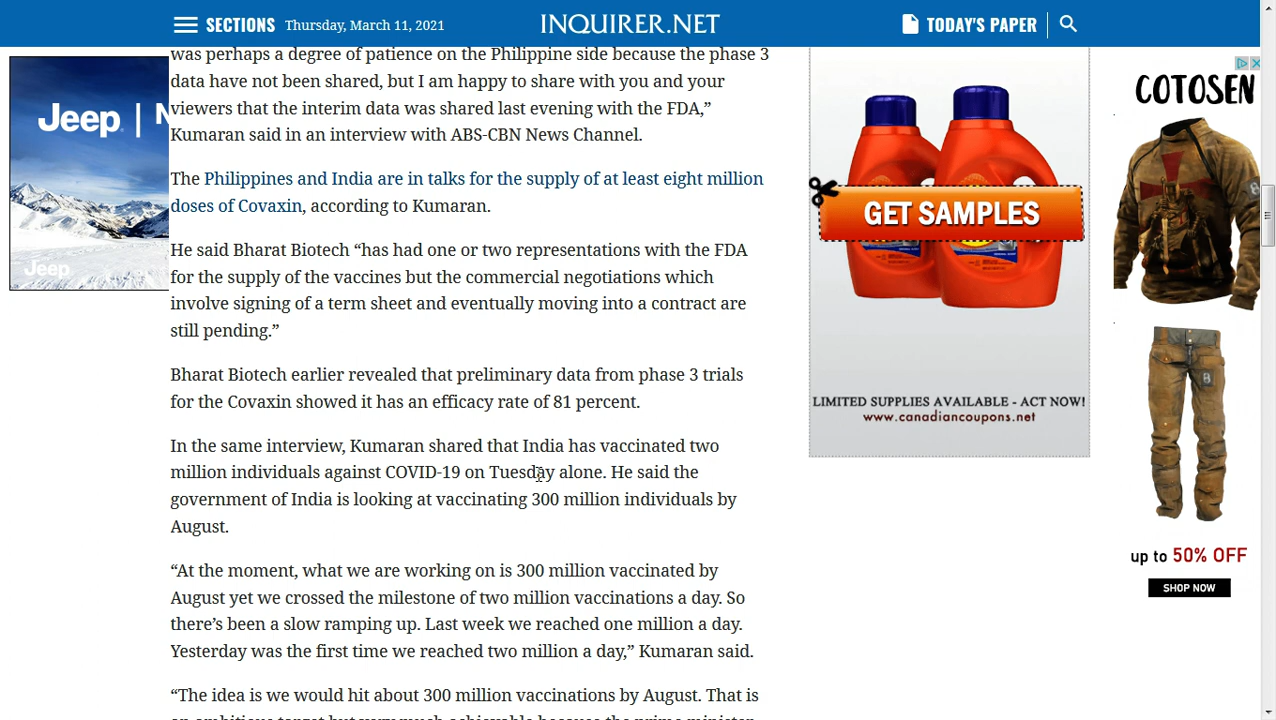 SECTIONS Thursday, March 11, 2021 INQUIRER.NET TODAY'S PAPER
was perhaps a degree of patience on the Philippine side because the phase 3
data have not been shared, but I am happy to share with you and your
viewers that the interim data was shared last evening with the FDA,”
Kumaran said in an interview with ABS-CBN News Channel.
The Philippines and India are in talks for the supply of at least eight million
doses of Covaxin, according to Kumaran.
He said Bharat Biotech “has had one or two representations with the FDA
for the supply of the vaccines but the commercial negotiations which
involve signing of a term sheet and eventually moving into a contract are
still pending.”
Bharat Biotech earlier revealed that preliminary data from phase 3 trials
for the Covaxin showed it has an efficacy rate of 81 percent.
In the same interview, Kumaran shared that India has vaccinated two
million individuals against COVID-19 on Tuesday alone. He said the
government of India is looking at vaccinating 300 million individuals by
August.
“At the moment, what we are working on is 300 million vaccinated by
August yet we crossed the milestone of two million vaccinations a day. So
there’s been a slow ramping up. Last week we reached one million a day.
Yesterday was the first time we reached two million a day,” Kumaran said.
“The idea is we would hit about 300 million vaccinations by August. That is
Jeep | N
Jeep
GET SAMPLES
LIMITED SUPPLIES AVAILABLE - ACT NOW!
www.canadiancoupons.net
COTOSEN
up to 50% OFF
SHOP NOW